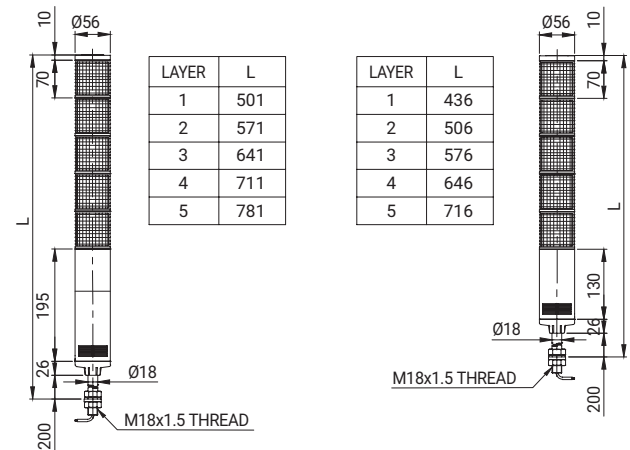 10
Ø56
70
L
195
26
200
Ø18
M18x1.5 THREAD
LAYER L
1 501
2 571
3 641
4 711
5 781
LAYER L
1 436
2 506
3 576
4 646
5 716
10
Ø56
70
L
130
26
200
Ø18
M18x1.5 THREAD